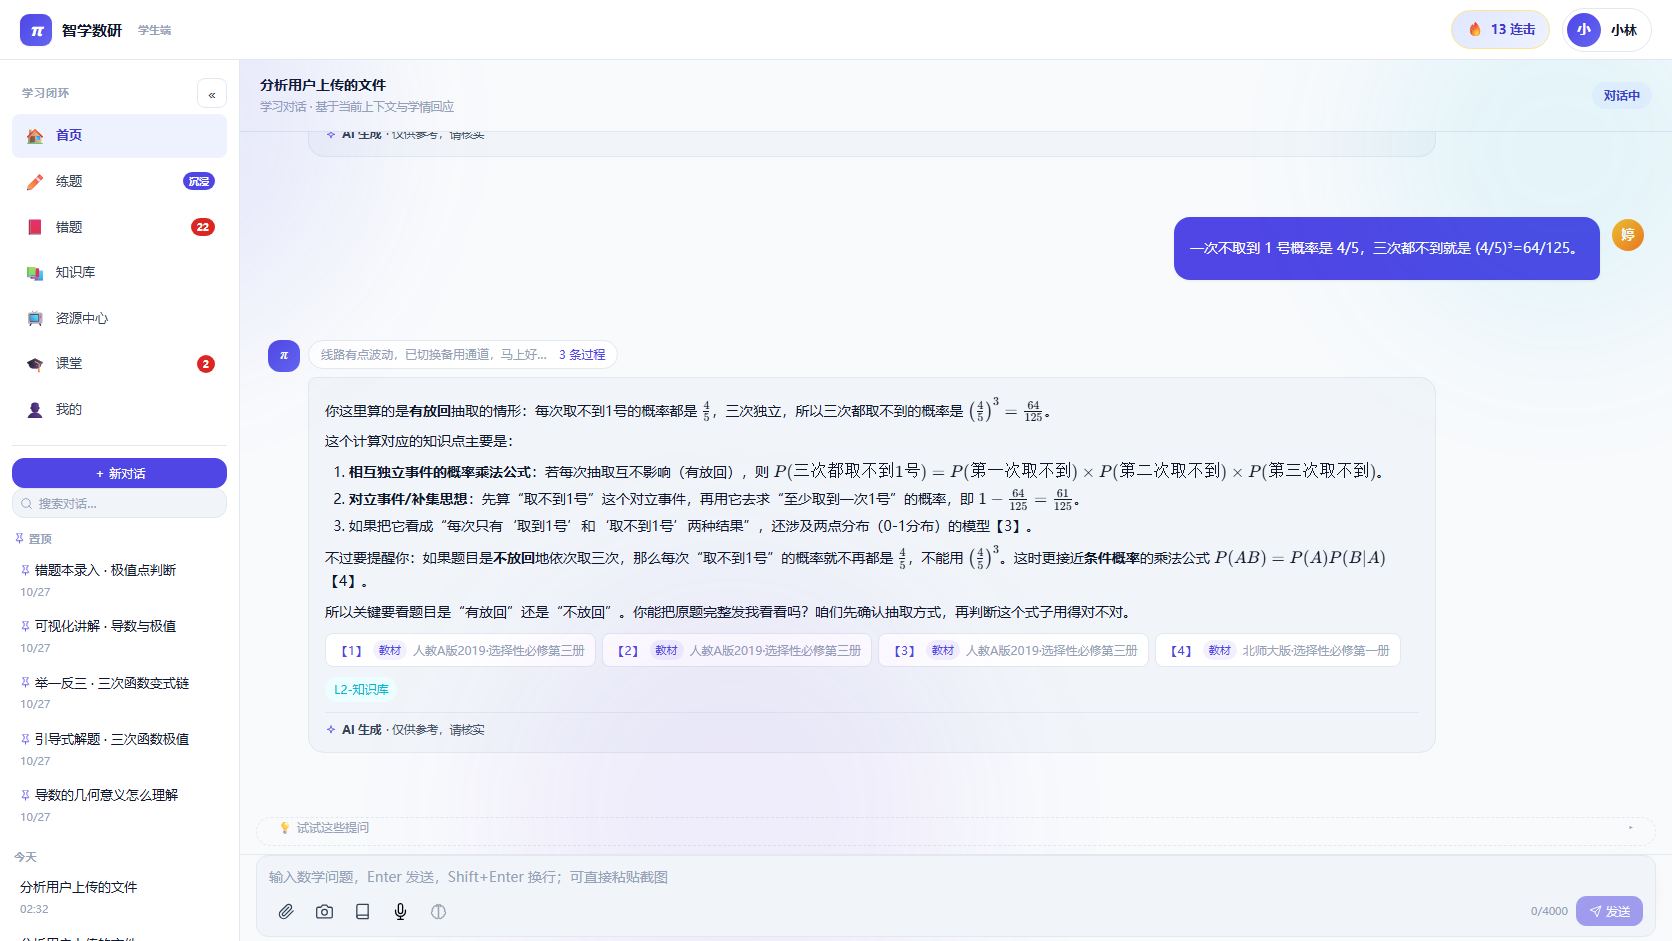 π 智学数研 学生端
13 连击
小 小林
学习闭环 «
首页
练题 沉浸
错题 22
知识库
资源中心
课堂 2
我的
+ 新对话
搜索对话...
置顶
错题本录入 · 极值点判断
10/27
可视化讲解 · 导数与极值
10/27
举一反三 · 三次函数变式链
10/27
引导式解题 · 三次函数极值
10/27
导数的几何意义怎么理解
10/27
今天
分析用户上传的文件
02:32
分析用户上传的文件
分析用户上传的文件
学习对话 · 基于当前上下文与学情回应
对话中
AI 生成 · 仅供参考，请核实
一次不取到 1 号概率是 4/5，三次都不到就是 (4/5)³=64/125。
婷
π
线路有点波动，已切换备用通道，马上好... 3 条过程
你这里算的是有放回抽取的情形：每次取不到1号的概率都是 4/5，三次独立，所以三次都取不到的概率是 (4/5)^3 = 64/125。
这个计算对应的知识点主要是：
1. 相互独立事件的概率乘法公式：若每次抽取互不影响（有放回），则 P(三次都取不到1号) = P(第一次取不到) × P(第二次取不到) × P(第三次取不到)。
2. 对立事件/补集思想：先算“取不到1号”这个对立事件，再用它去求“至少取到一次1号”的概率，即 1 − 64/125 = 61/125。
3. 如果把它看成“每次只有‘取到1号’和‘取不到1号’两种结果”，还涉及两点分布（0-1分布）的模型【3】。
不过要提醒你：如果题目是不放回地依次取三次，那么每次“取不到1号”的概率就不再都是 4/5，不能用 (4/5)^3。这时更接近条件概率的乘法公式 P(AB) = P(A)P(B|A)
【4】。
所以关键要看题目是“有放回”还是“不放回”。你能把原题完整发我看看吗？咱们先确认抽取方式，再判断这个式子用得对不对。
【1】 教材 人教A版2019·选择性必修第三册
【2】 教材 人教A版2019·选择性必修第三册
【3】 教材 人教A版2019·选择性必修第三册
【4】 教材 北师大版·选择性必修第一册
L2-知识库
AI 生成 · 仅供参考，请核实
试试这些提问
输入数学问题，Enter 发送，Shift+Enter 换行；可直接粘贴截图
0/4000
发送